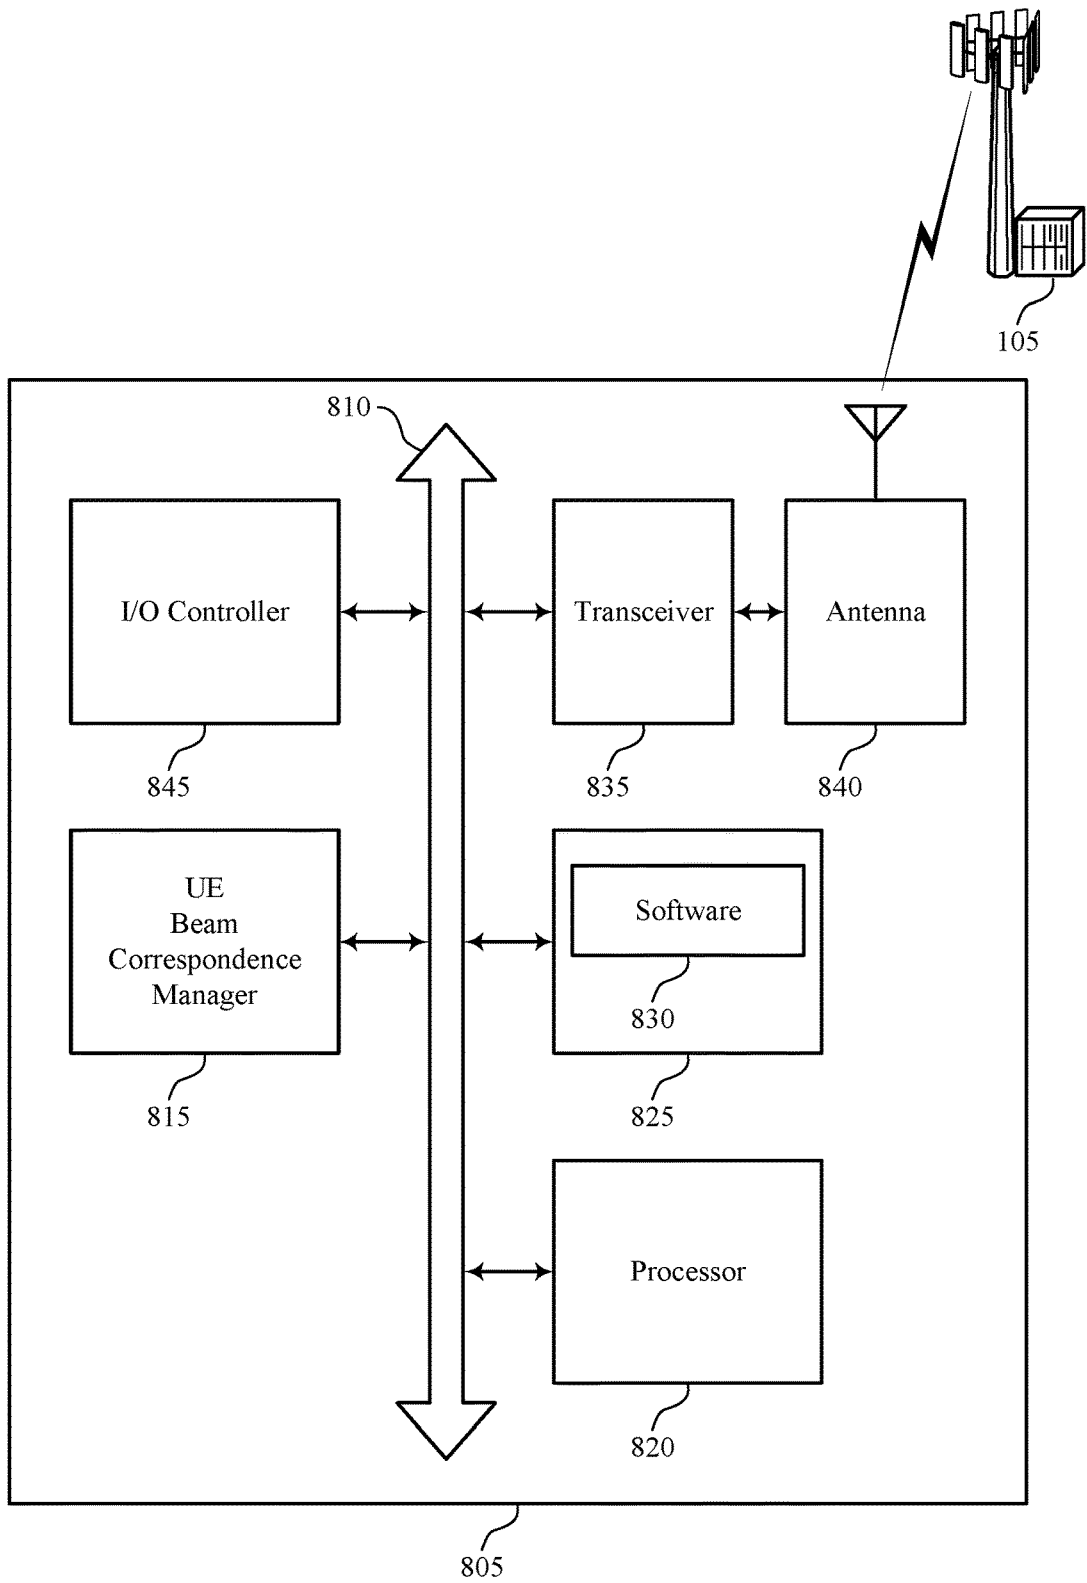 105
810
I/O Controller
Transceiver
Antenna
845
835
840
UE
Beam
Correspondence
Manager
Software
830
815
825
Processor
820
805